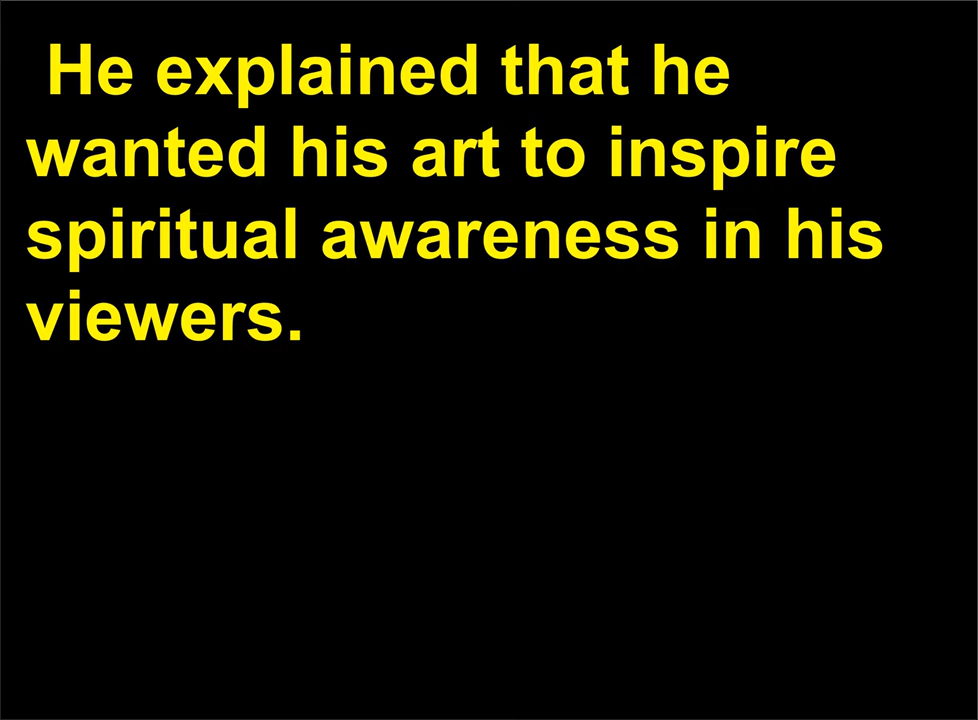 He explained that he
wanted his art to inspire
spiritual awareness in his
viewers.